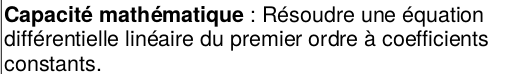 Capacité mathématique : Résoudre une équation
différentielle linéaire du premier ordre à coefficients
constants.